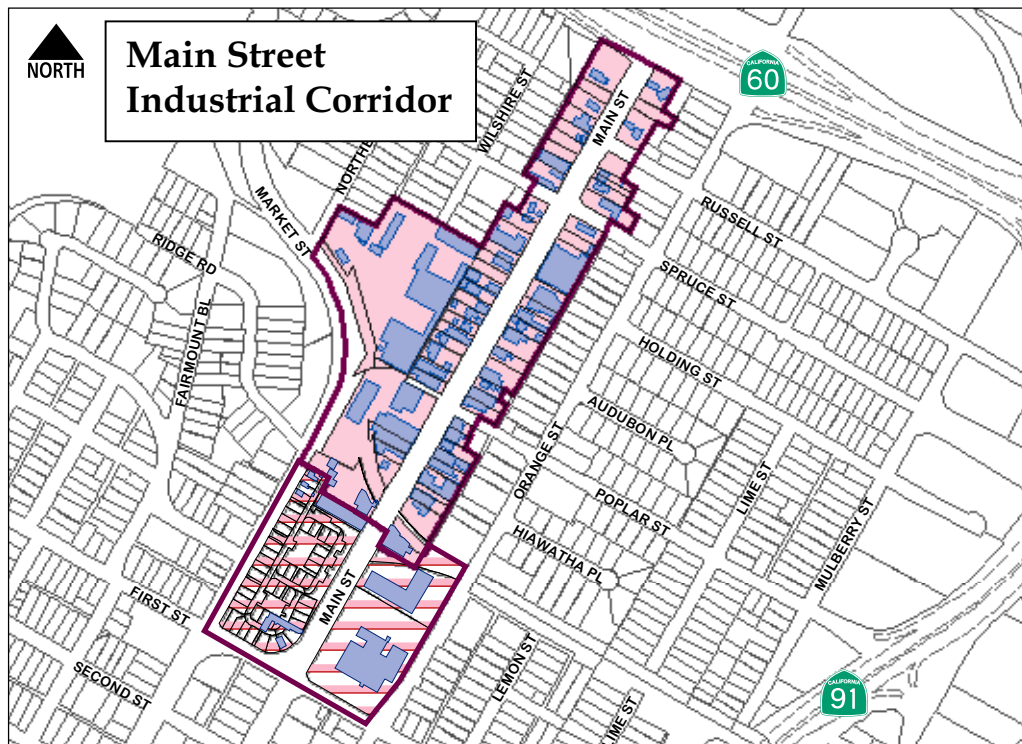 NORTH
Main Street
Industrial Corridor
CALIFORNIA
60
WILSHIRE ST
MAIN ST
MARKET ST
RIDGE RD
FAIRMOUNT BL
RUSSELL ST
SPRUCE ST
HOLDING ST
AUDUBON PL
ORANGE ST
LIME ST
POPLAR ST
MULBERRY ST
HIAWATHA PL
MAIN ST
FIRST ST
SECOND ST
LEMON ST
LIME ST
CALIFORNIA
91